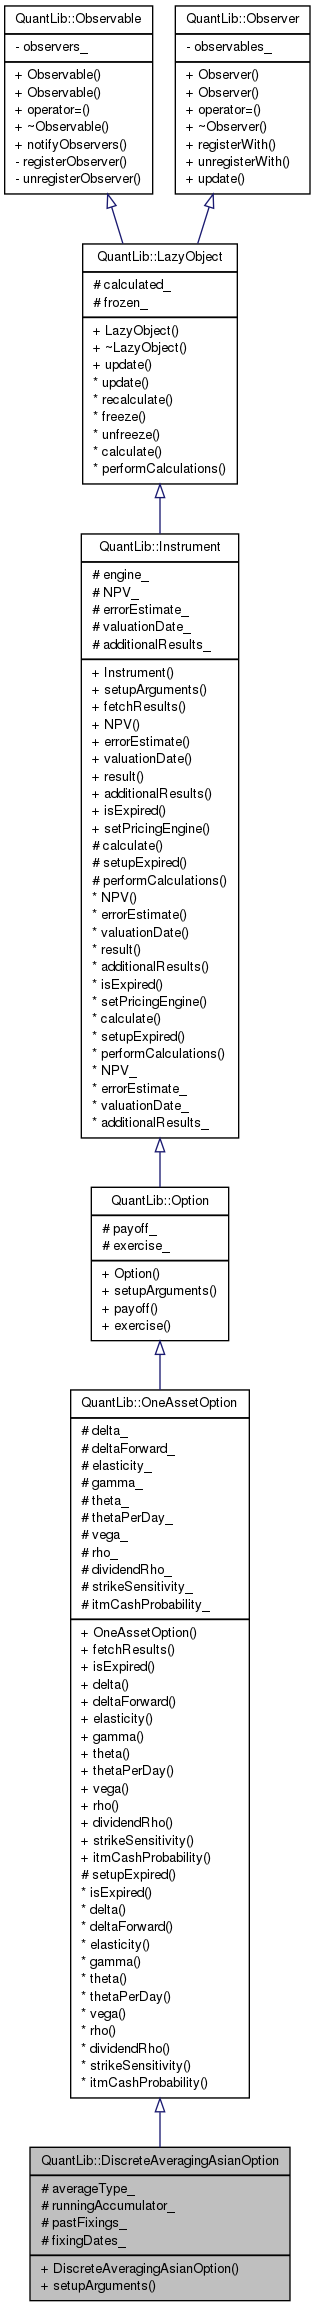 QuantLib::Observable
- observers_
+ Observable()
+ Observable()
+ operator=()
+ ~Observable()
+ notifyObservers()
- registerObserver()
- unregisterObserver()
QuantLib::Observer
- observables_
+ Observer()
+ Observer()
+ operator=()
+ ~Observer()
+ registerWith()
+ unregisterWith()
+ update()
QuantLib::LazyObject
# calculated_
# frozen_
+ LazyObject()
+ ~LazyObject()
+ update()
* update()
* recalculate()
* freeze()
* unfreeze()
* calculate()
* performCalculations()
QuantLib::Instrument
# engine_
# NPV_
# errorEstimate_
# valuationDate_
# additionalResults_
+ Instrument()
+ setupArguments()
+ fetchResults()
+ NPV()
+ errorEstimate()
+ valuationDate()
+ result()
+ additionalResults()
+ isExpired()
+ setPricingEngine()
# calculate()
# setupExpired()
# performCalculations()
* NPV()
* errorEstimate()
* valuationDate()
* result()
* additionalResults()
* isExpired()
* setPricingEngine()
* calculate()
* setupExpired()
* performCalculations()
* NPV_
* errorEstimate_
* valuationDate_
* additionalResults_
QuantLib::Option
# payoff_
# exercise_
+ Option()
+ setupArguments()
+ payoff()
+ exercise()
QuantLib::OneAssetOption
# delta_
# deltaForward_
# elasticity_
# gamma_
# theta_
# thetaPerDay_
# vega_
# rho_
# dividendRho_
# strikeSensitivity_
# itmCashProbability_
+ OneAssetOption()
+ fetchResults()
+ isExpired()
+ delta()
+ deltaForward()
+ elasticity()
+ gamma()
+ theta()
+ thetaPerDay()
+ vega()
+ rho()
+ dividendRho()
+ strikeSensitivity()
+ itmCashProbability()
# setupExpired()
* isExpired()
* delta()
* deltaForward()
* elasticity()
* gamma()
* theta()
* thetaPerDay()
* vega()
* rho()
* dividendRho()
* strikeSensitivity()
* itmCashProbability()
QuantLib::DiscreteAveragingAsianOption
# averageType_
# runningAccumulator_
# pastFixings_
# fixingDates_
+ DiscreteAveragingAsianOption()
+ setupArguments()